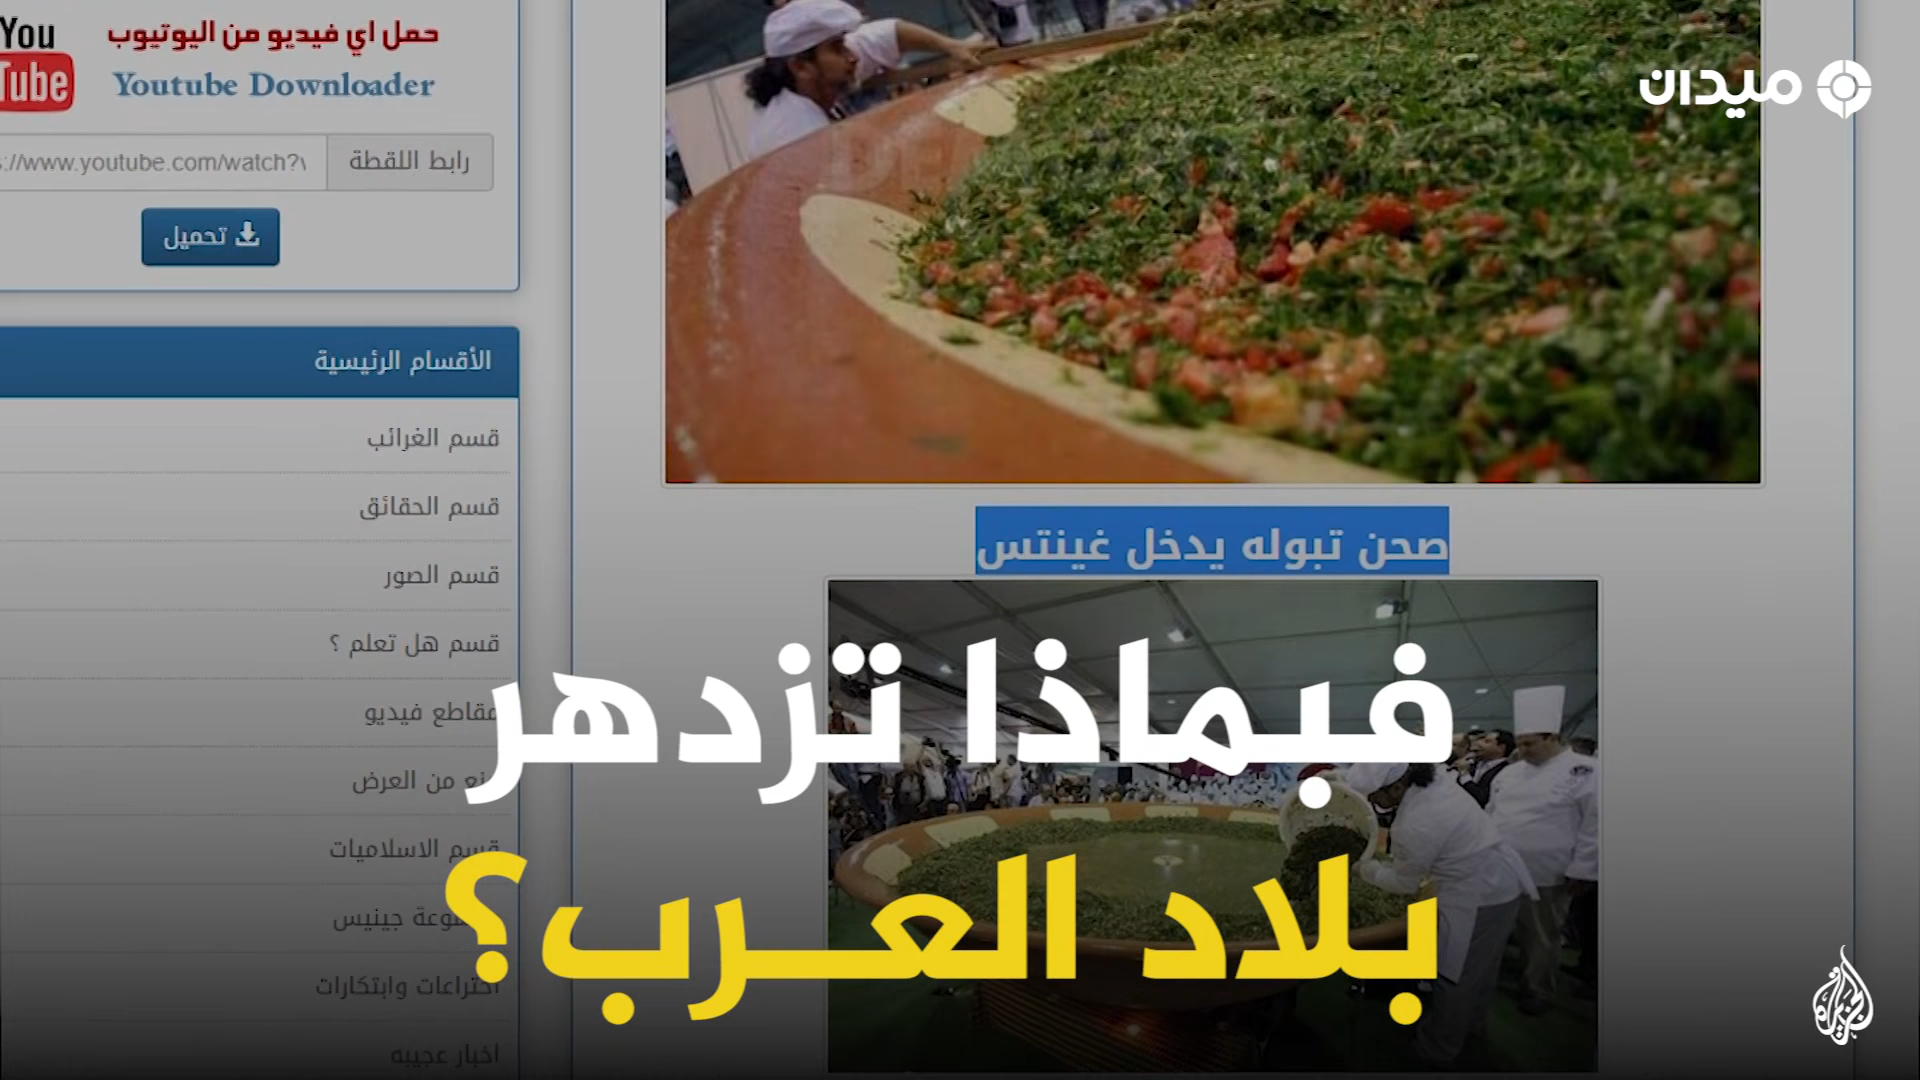 ميدان
You
Tube
حمل اي فيديو من اليوتيوب
Youtube Downloader
رابط اللقطة
://www.youtube.com/watch?v
تحميل
الأقسام الرئيسية
قسم الغرائب
قسم الحقائق
قسم الصور
قسم هل تعلم ؟
مقاطع فيديو
من العرض
قسم الاسلاميات
جينيس
اختراعات وابتكارات
اخبار عجيبه
صحن تبوله يدخل غينتس
فبماذا تزدهر
بلاد العرب؟
الجزيرة